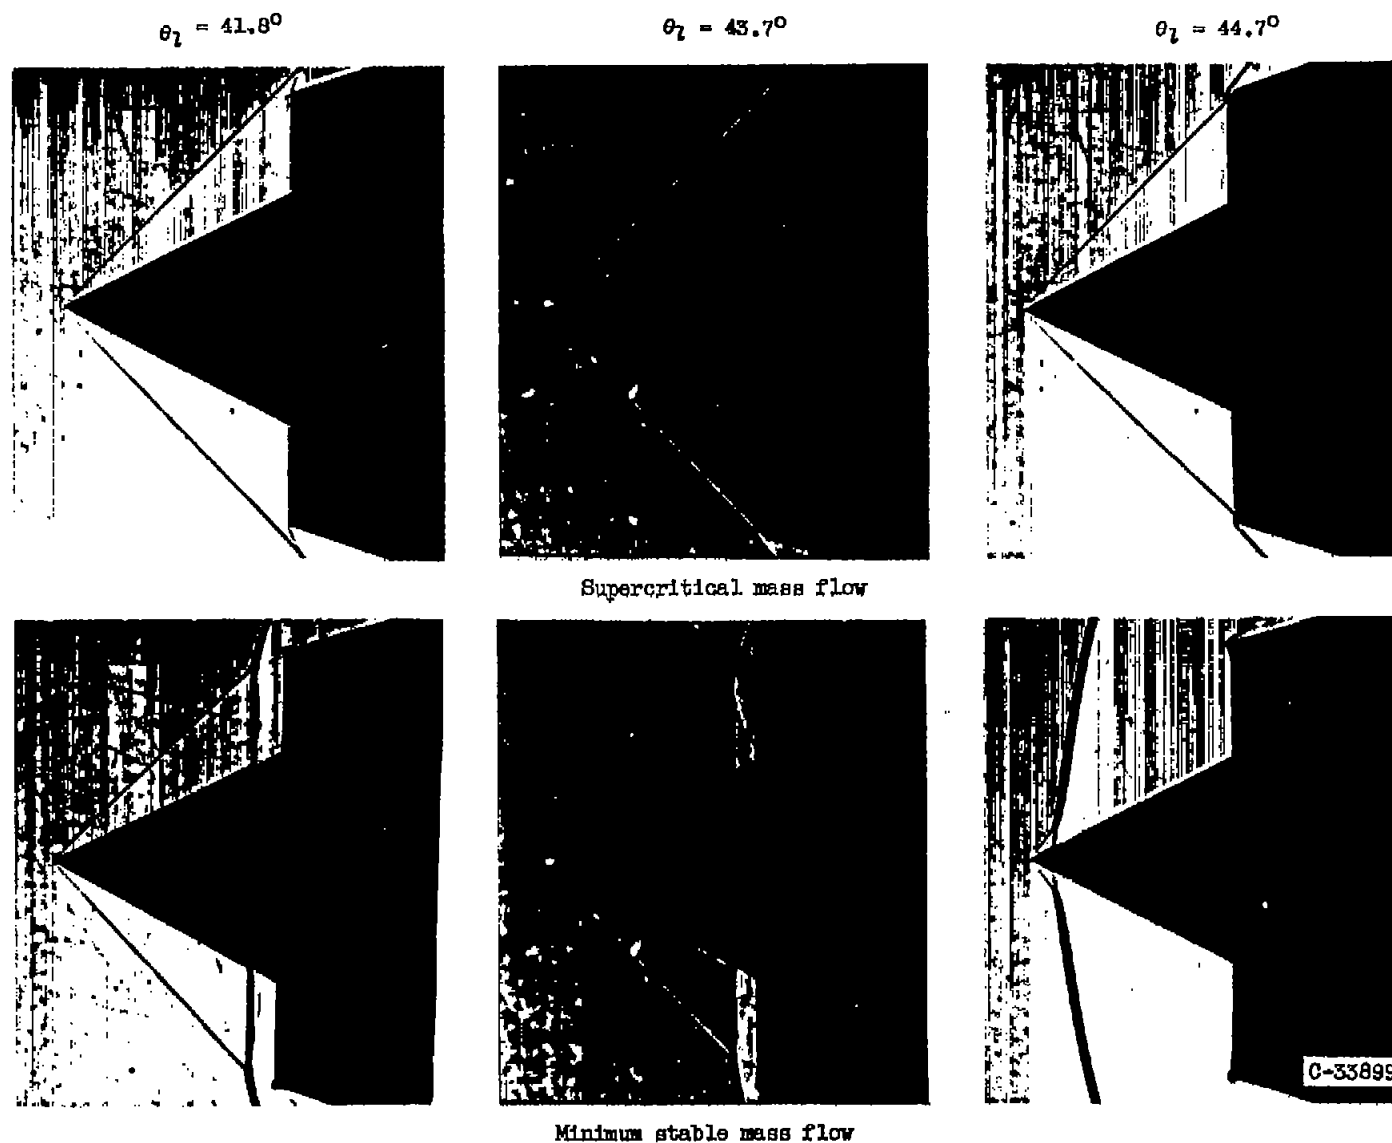 θ_l = 41.8° θ_l = 43.7° θ_l = 44.7°
Supercritical mass flow
C-33899
Minimum stable mass flow